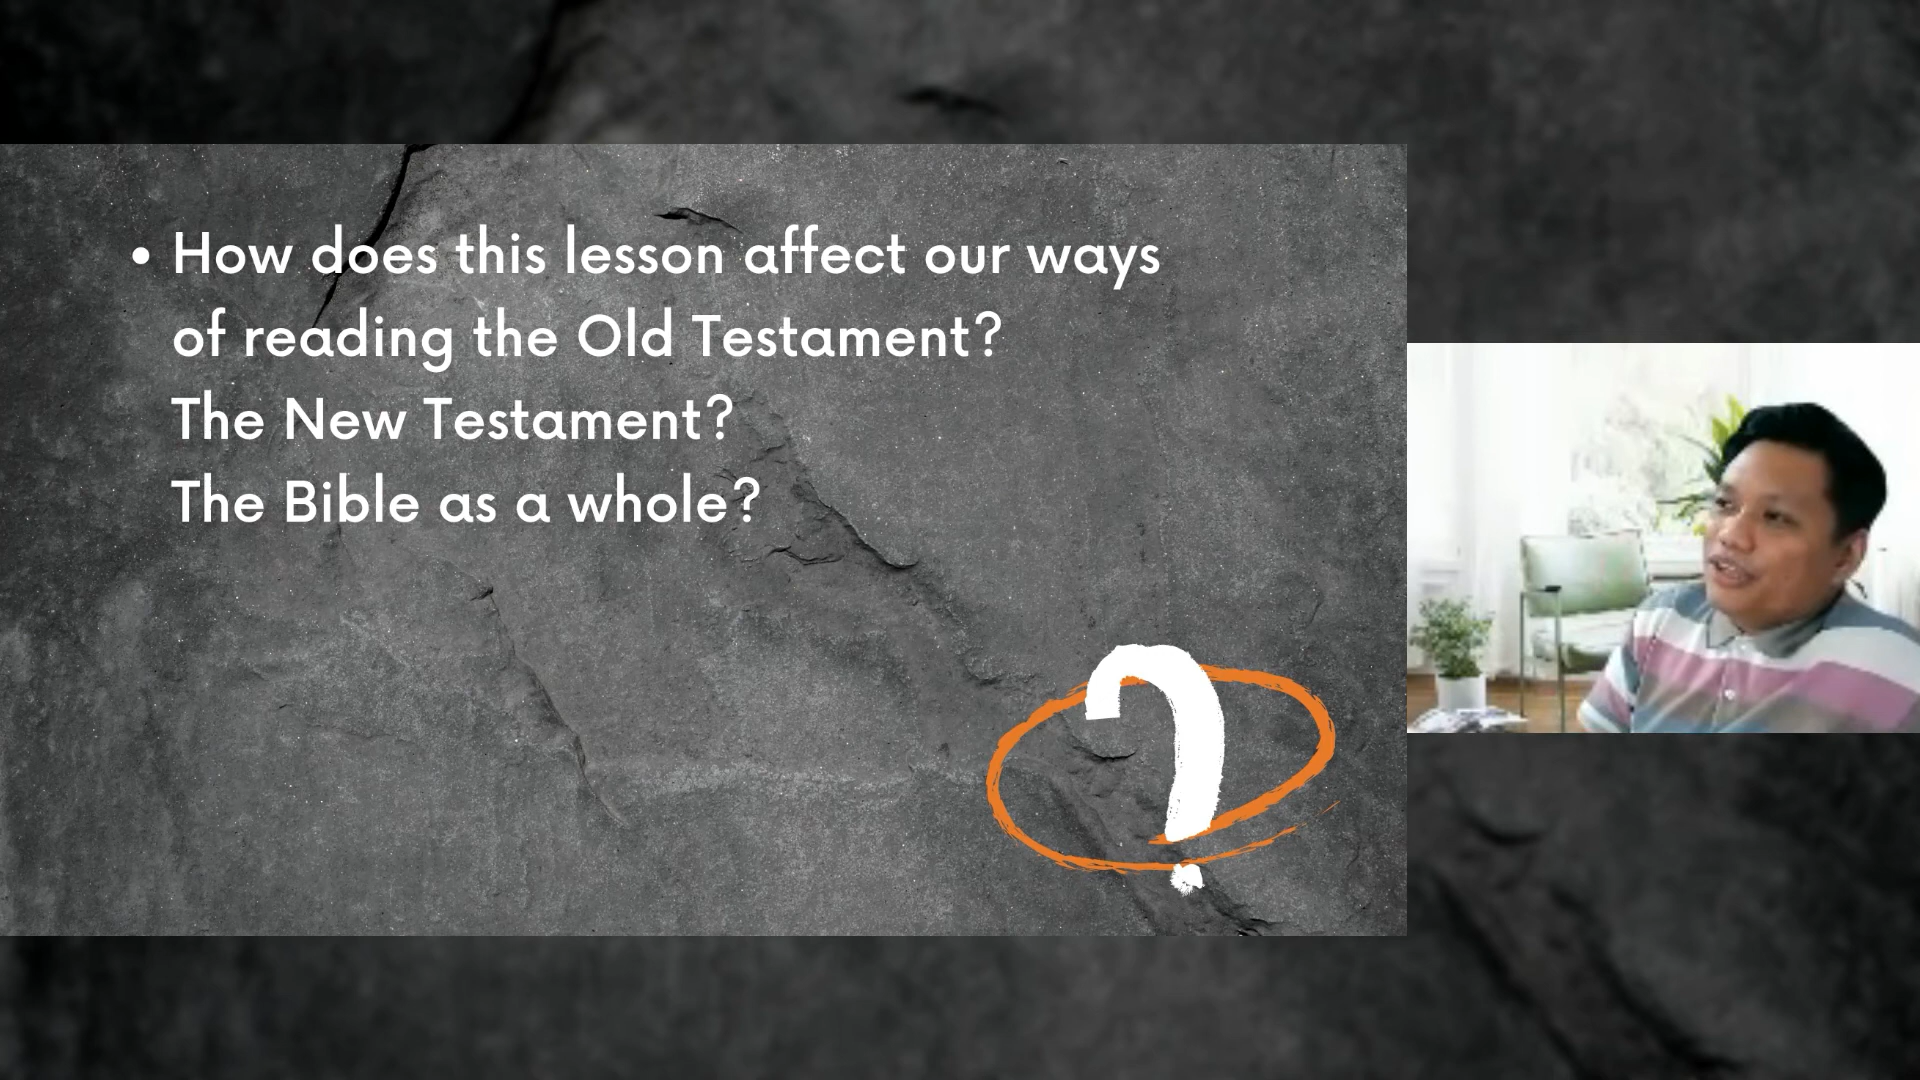 • How does this lesson affect our ways
of reading the Old Testament?
The New Testament?
The Bible as a whole?
?